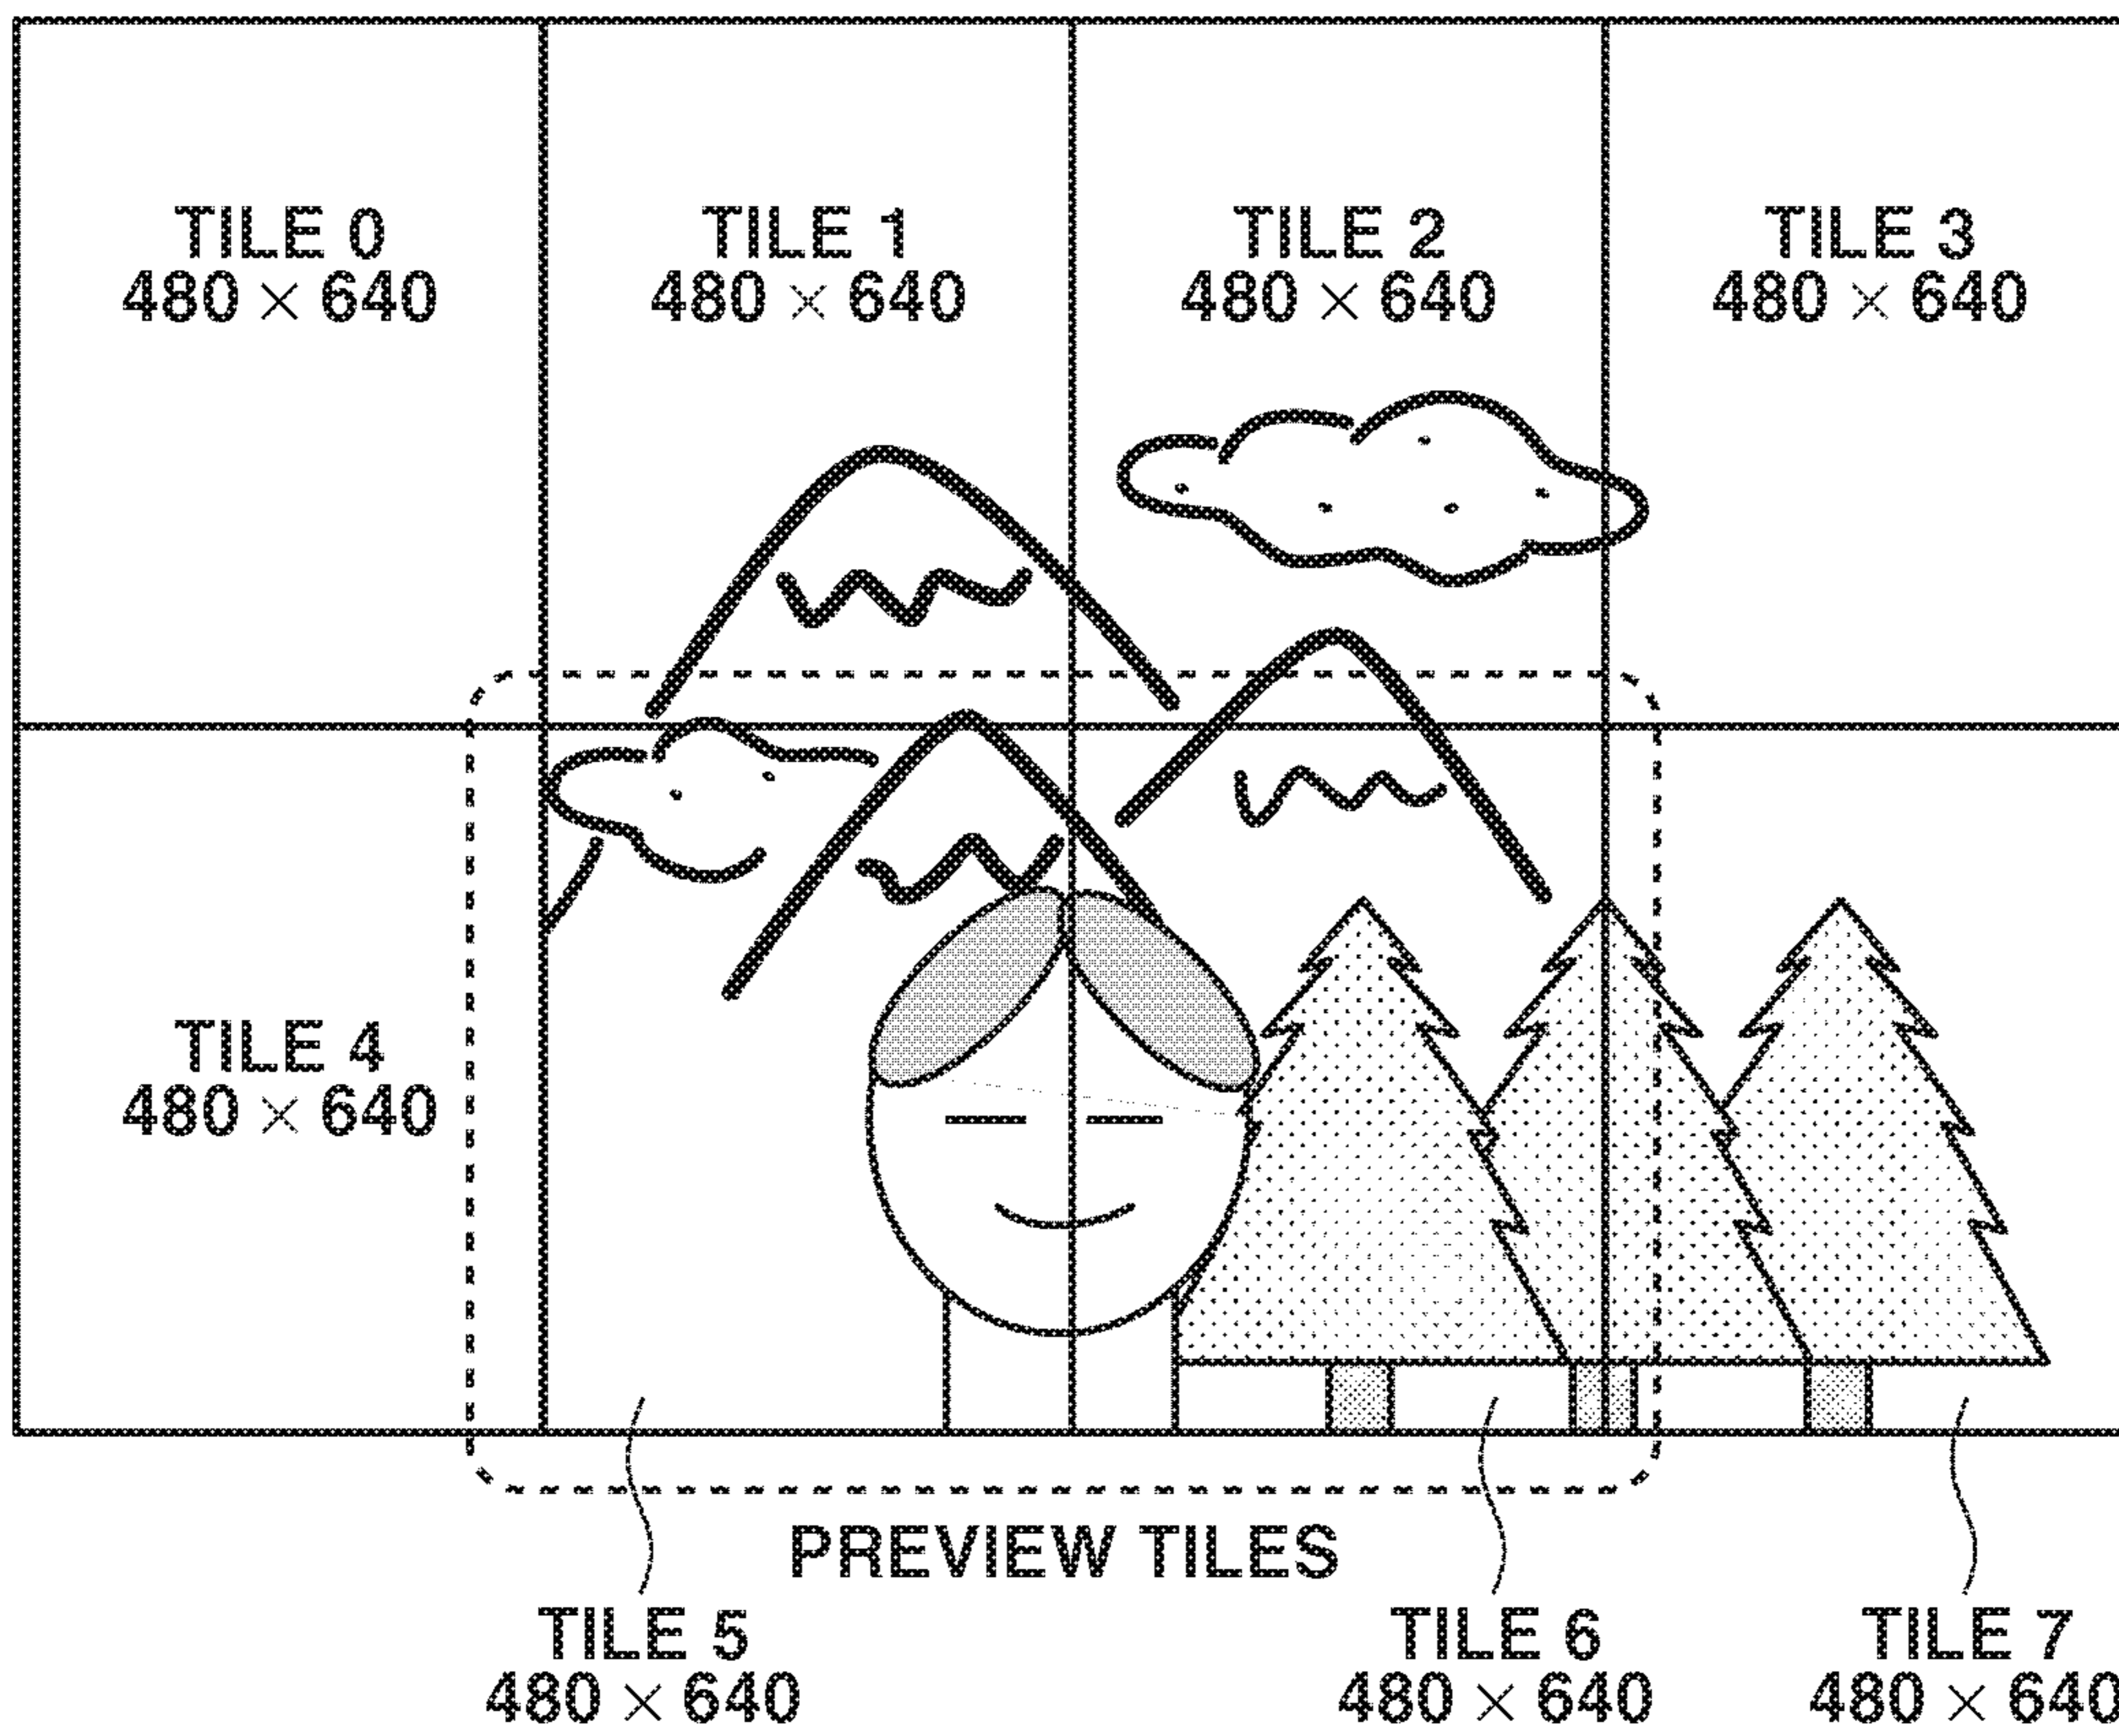 TILE 0
480 × 640
TILE 1
480 × 640
TILE 2
480 × 640
TILE 3
480 × 640
TILE 4
480 × 640
PREVIEW TILES
TILE 5
480 × 640
TILE 6
480 × 640
TILE 7
480 × 640